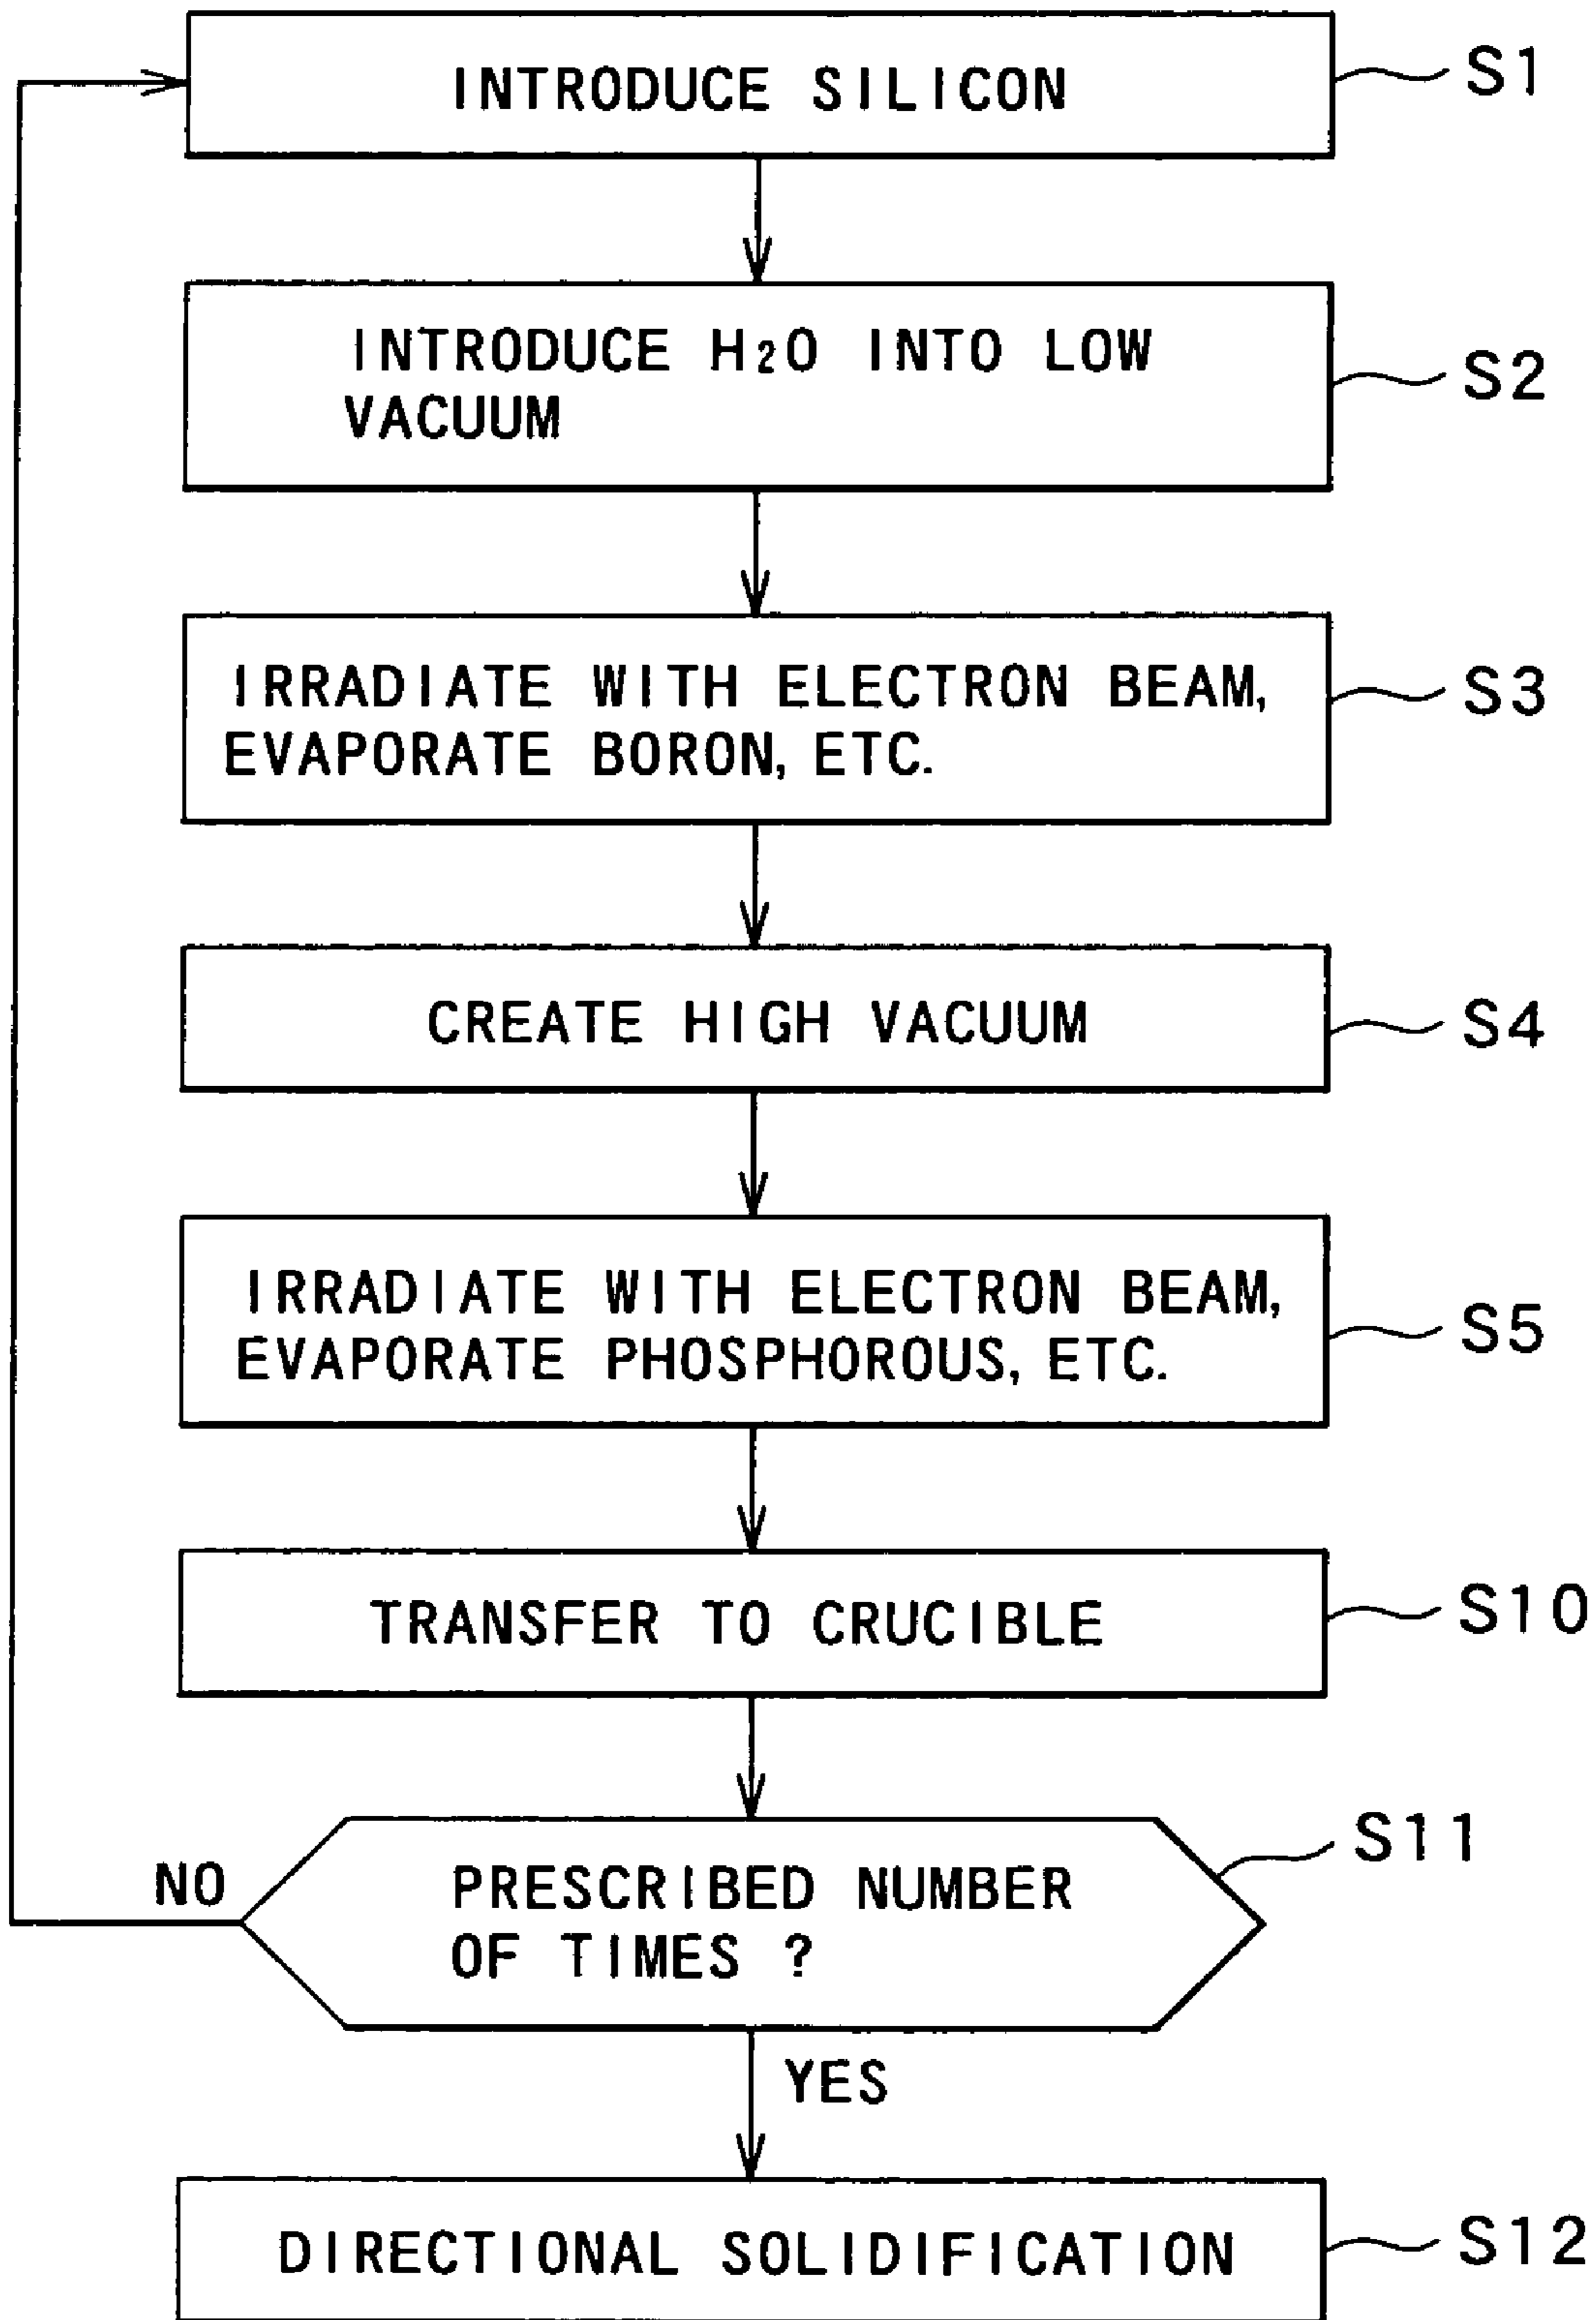 INTRODUCE SILICON
S1
INTRODUCE H2O INTO LOW
VACUUM
S2
IRRADIATE WITH ELECTRON BEAM,
EVAPORATE BORON, ETC.
S3
CREATE HIGH VACUUM
S4
IRRADIATE WITH ELECTRON BEAM,
EVAPORATE PHOSPHOROUS, ETC.
S5
TRANSFER TO CRUCIBLE
S10
NO
PRESCRIBED NUMBER
OF TIMES ?
S11
YES
DIRECTIONAL SOLIDIFICATION
S12